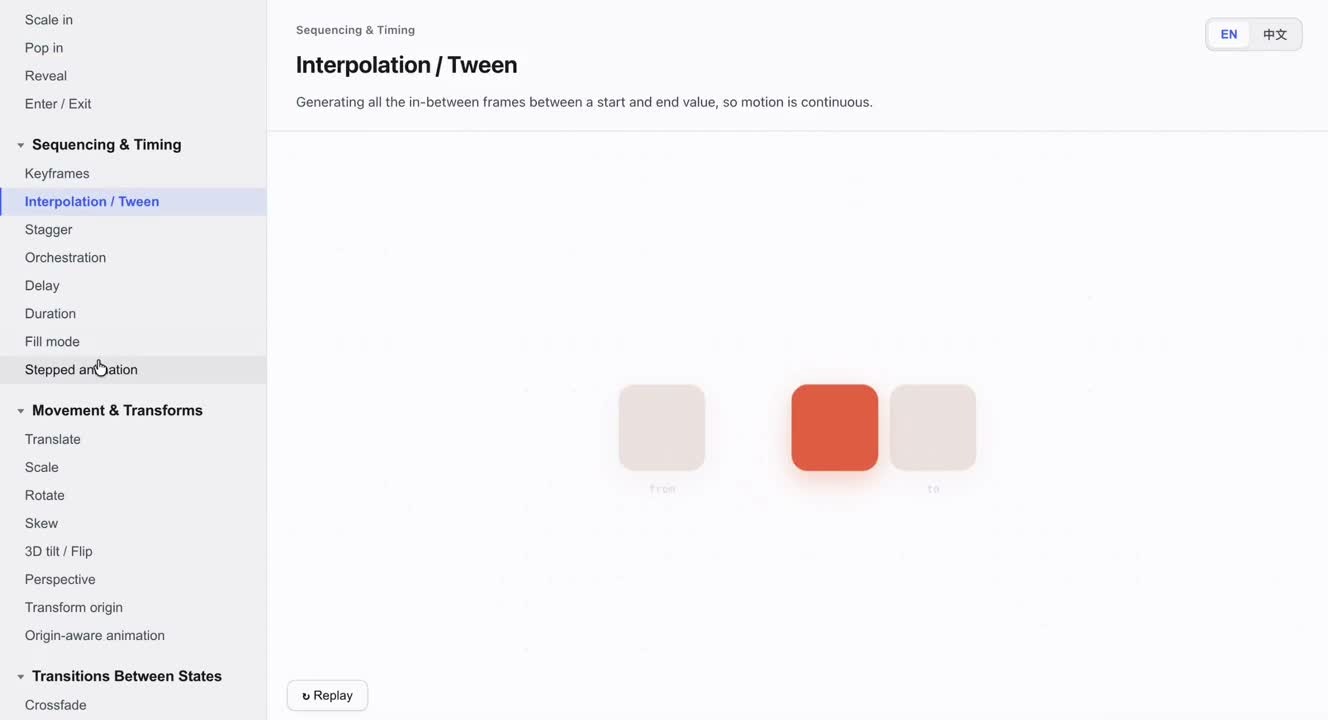 Scale in
Pop in
Reveal
Enter / Exit
Sequencing & Timing
Keyframes
Interpolation / Tween
Stagger
Orchestration
Delay
Duration
Fill mode
Stepped animation
Movement & Transforms
Translate
Scale
Rotate
Skew
3D tilt / Flip
Perspective
Transform origin
Origin-aware animation
Transitions Between States
Crossfade
Sequencing & Timing
EN 中文
Interpolation / Tween
Generating all the in-between frames between a start and end value, so motion is continuous.
from to
↻ Replay